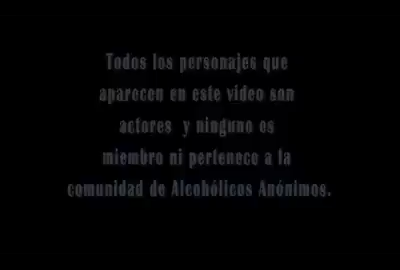 Todos los personajes que
aparecen en este video son
actores y ninguno es
miembro ni pertenece a la
comunidad de Alcohólicos Anónimos.